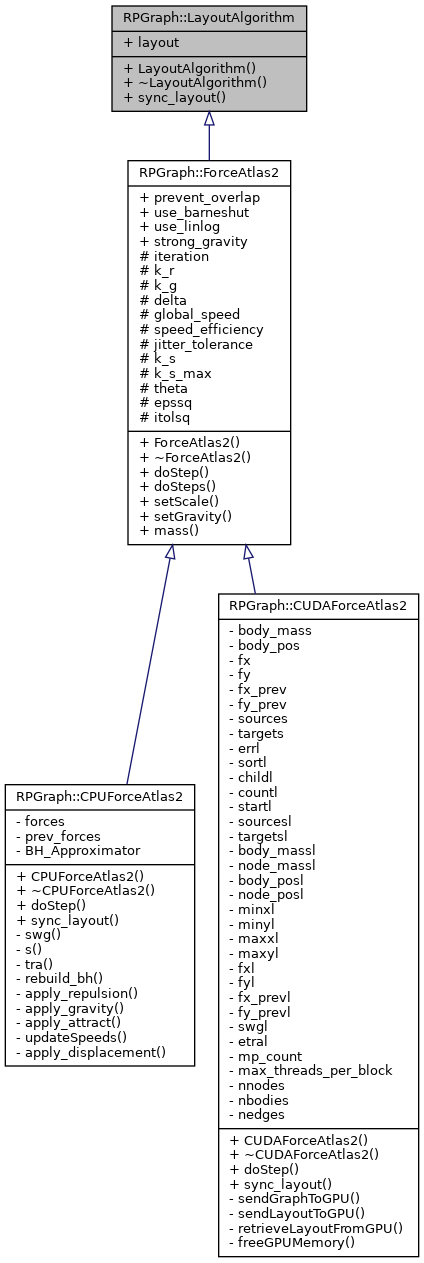 RPGraph::LayoutAlgorithm
+ layout
+ LayoutAlgorithm()
+ ~LayoutAlgorithm()
+ sync_layout()
RPGraph::ForceAtlas2
+ prevent_overlap
+ use_barneshut
+ use_linlog
+ strong_gravity
# iteration
# k_r
# k_g
# delta
# global_speed
# speed_efficiency
# jitter_tolerance
# k_s
# k_s_max
# theta
# epssq
# itolsq
+ ForceAtlas2()
+ ~ForceAtlas2()
+ doStep()
+ doSteps()
+ setScale()
+ setGravity()
+ mass()
RPGraph::CUDAForceAtlas2
- body_mass
- body_pos
- fx
- fy
- fx_prev
- fy_prev
- sources
- targets
- errl
- sortl
- childl
- countl
- startl
- sourcesl
- targetsl
- body_massl
- node_massl
- body_posl
- node_posl
- minxl
- minyl
- maxxl
- maxyl
- fxl
- fyl
- fx_prevl
- fy_prevl
- swgl
- etral
- mp_count
- max_threads_per_block
- nnodes
- nbodies
- nedges
+ CUDAForceAtlas2()
+ ~CUDAForceAtlas2()
+ doStep()
+ sync_layout()
- sendGraphToGPU()
- sendLayoutToGPU()
- retrieveLayoutFromGPU()
- freeGPUMemory()
RPGraph::CPUForceAtlas2
- forces
- prev_forces
- BH_Approximator
+ CPUForceAtlas2()
+ ~CPUForceAtlas2()
+ doStep()
+ sync_layout()
- swg()
- s()
- tra()
- rebuild_bh()
- apply_repulsion()
- apply_gravity()
- apply_attract()
- updateSpeeds()
- apply_displacement()